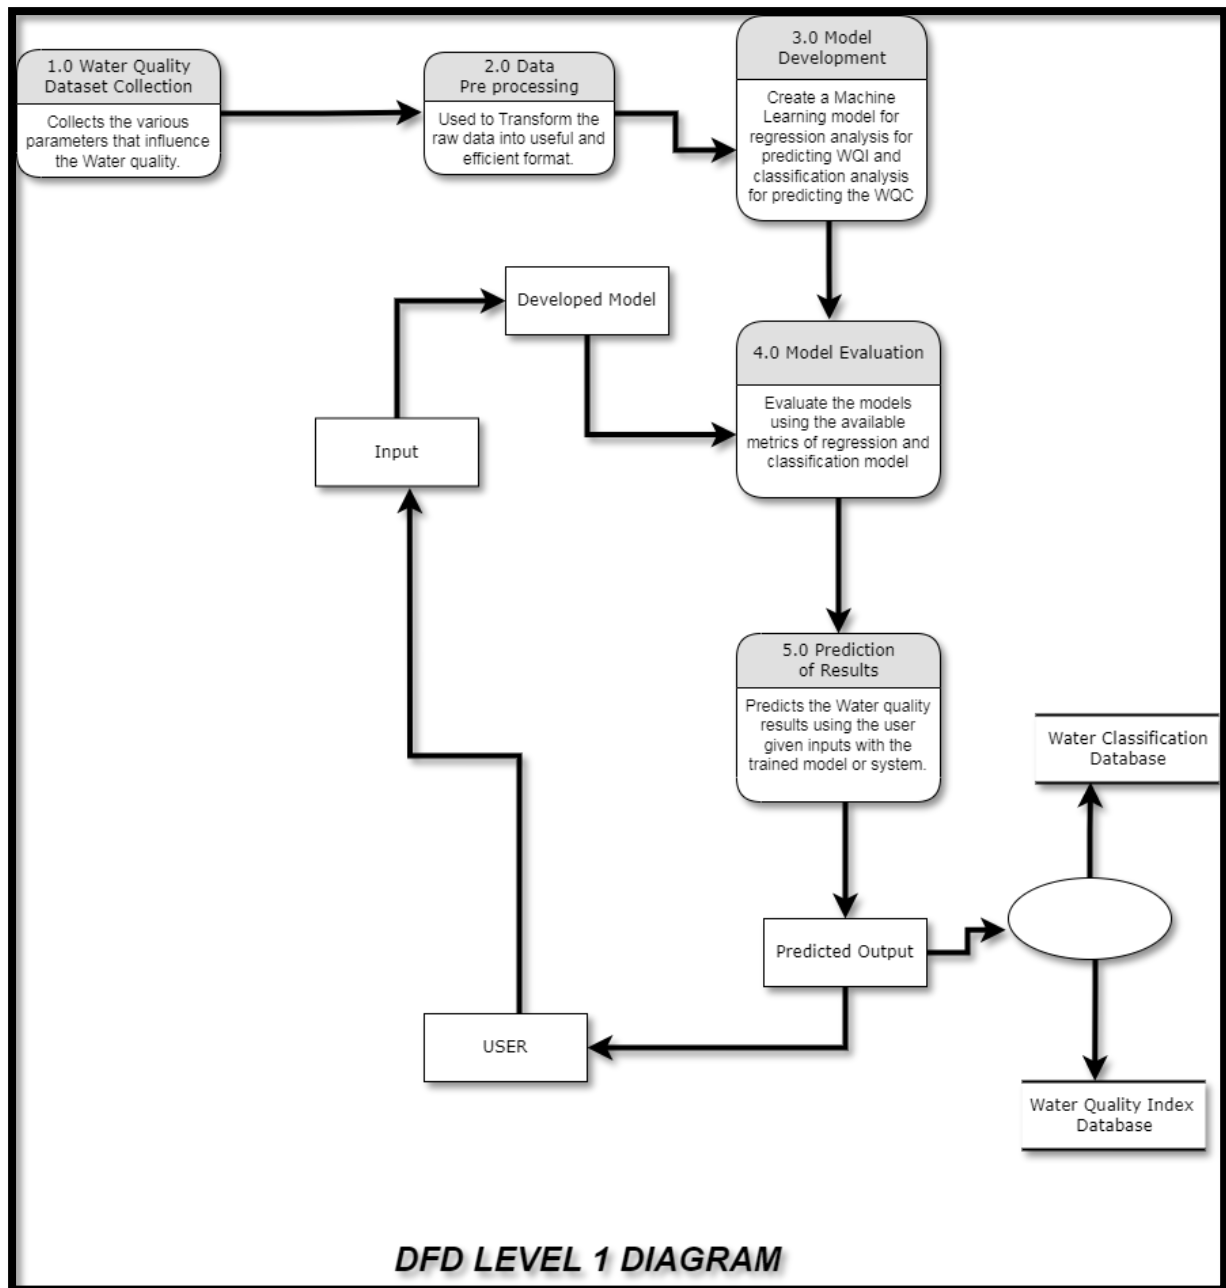 1.0 Water Quality
Dataset Collection
Collects the various
parameters that influence
the Water quality.
2.0 Data
Pre processing
Used to Transform the
raw data into useful and
efficient format.
3.0 Model
Development
Create a Machine
Learning model for
regression analysis for
predicting WQI and
classification analysis
for predicting the WQC
Developed Model
4.0 Model Evaluation
Evaluate the models
using the available
metrics of regression and
classification model
Input
5.0 Prediction
of Results
Predicts the Water quality
results using the user
given inputs with the
trained model or system.
Water Classification
Database
Predicted Output
USER
Water Quality Index
Database
DFD LEVEL 1 DIAGRAM